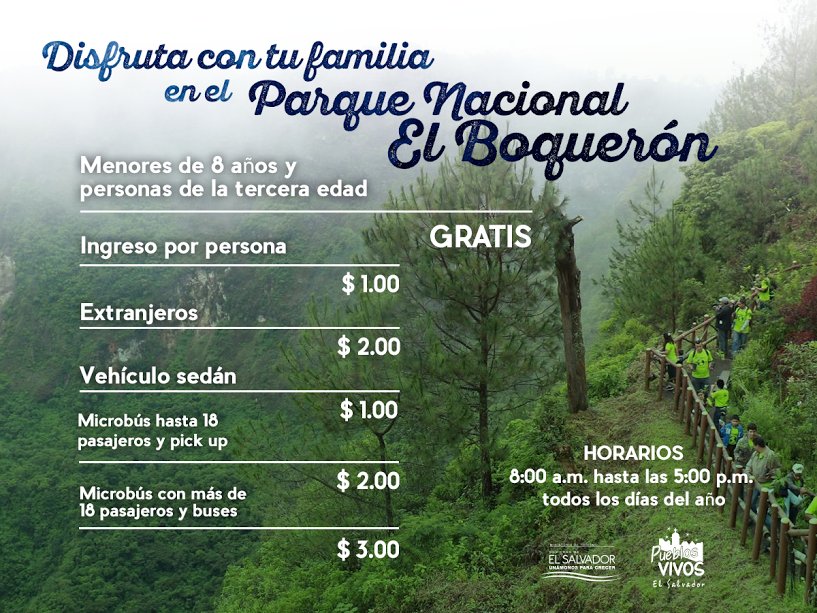 Disfruta con tu familia
en el Parque Nacional
El Boquerón
Menores de 8 años y
personas de la tercera edad
GRATIS
Ingreso por persona
$ 1.00
Extranjeros
$ 2.00
Vehículo sedán
$ 1.00
Microbús hasta 18
pasajeros y pick up
$ 2.00
Microbús con más de
18 pasajeros y buses
$ 3.00
HORARIOS
8:00 a.m. hasta las 5:00 p.m.
todos los días del año
EL SALVADOR
UNÁMONOS PARA CRECER
Pueblos
VIVOS
El Salvador